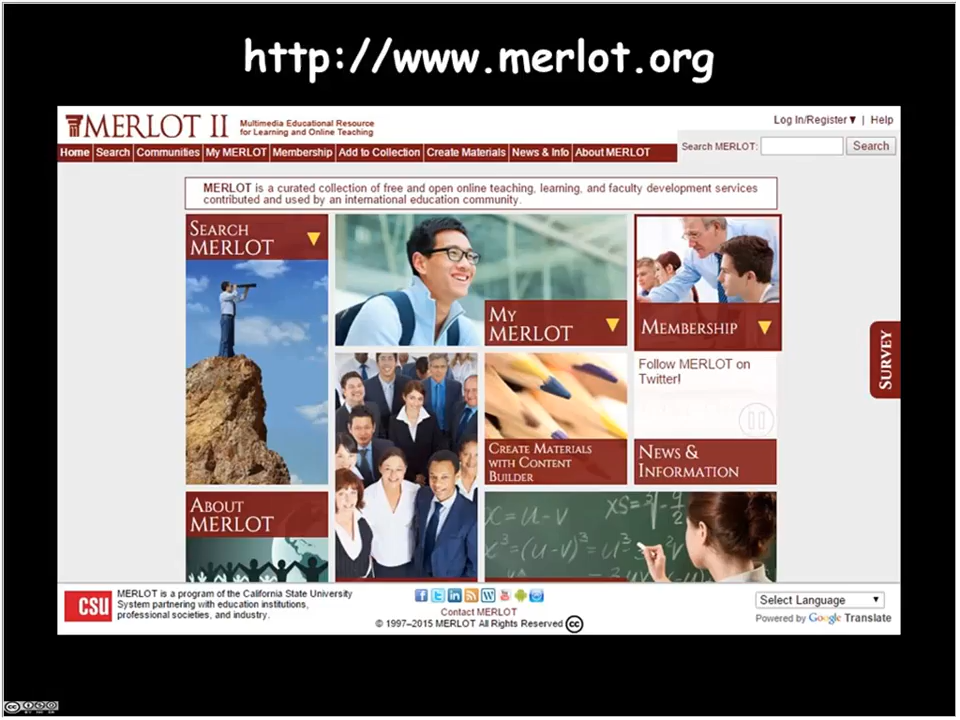 http://www.merlot.org
MERLOT II
Multimedia Educational Resource
for Learning and Online Teaching
Log In/Register▼ | Help
Home Search Communities My MERLOT Membership Add to Collection Create Materials News & Info About MERLOT
Search MERLOT: Search
MERLOT is a curated collection of free and open online teaching, learning, and faculty development services
contributed and used by an international education community.
SEARCH
MERLOT
MY
MERLOT
MEMBERSHIP
SURVEY
Follow MERLOT on
Twitter!
CREATE MATERIALS
WITH CONTENT
BUILDER
NEWS &
INFORMATION
ABOUT
MERLOT
X= U-V
CSU
MERLOT is a program of the California State University
System partnering with education institutions,
professional societies, and industry.
Contact MERLOT
© 1997–2015 MERLOT All Rights Reserved cc
Select Language ▼
Powered by Google Translate